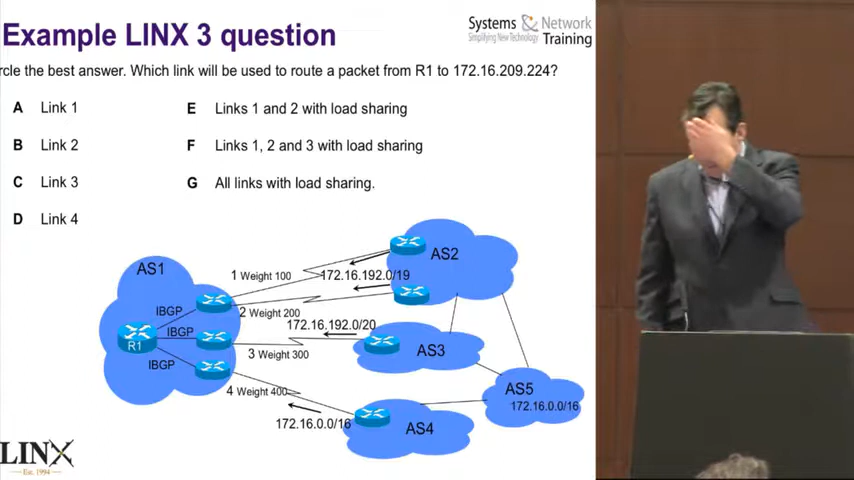 Example LINX 3 question
Systems Network
Simplifying New Technology
Training
rcle the best answer. Which link will be used to route a packet from R1 to 172.16.209.224?
A Link 1
B Link 2
C Link 3
D Link 4
E Links 1 and 2 with load sharing
F Links 1, 2 and 3 with load sharing
G All links with load sharing.
AS1
AS2
1 Weight 100
172.16.192.0/19
IBGP
2 Weight 200
172.16.192.0/20
IBGP
R1
3 Weight 300
AS3
IBGP
4 Weight 400
AS5
172.16.0.0/16
172.16.0.0/16
AS4
LINX
Est. 1994